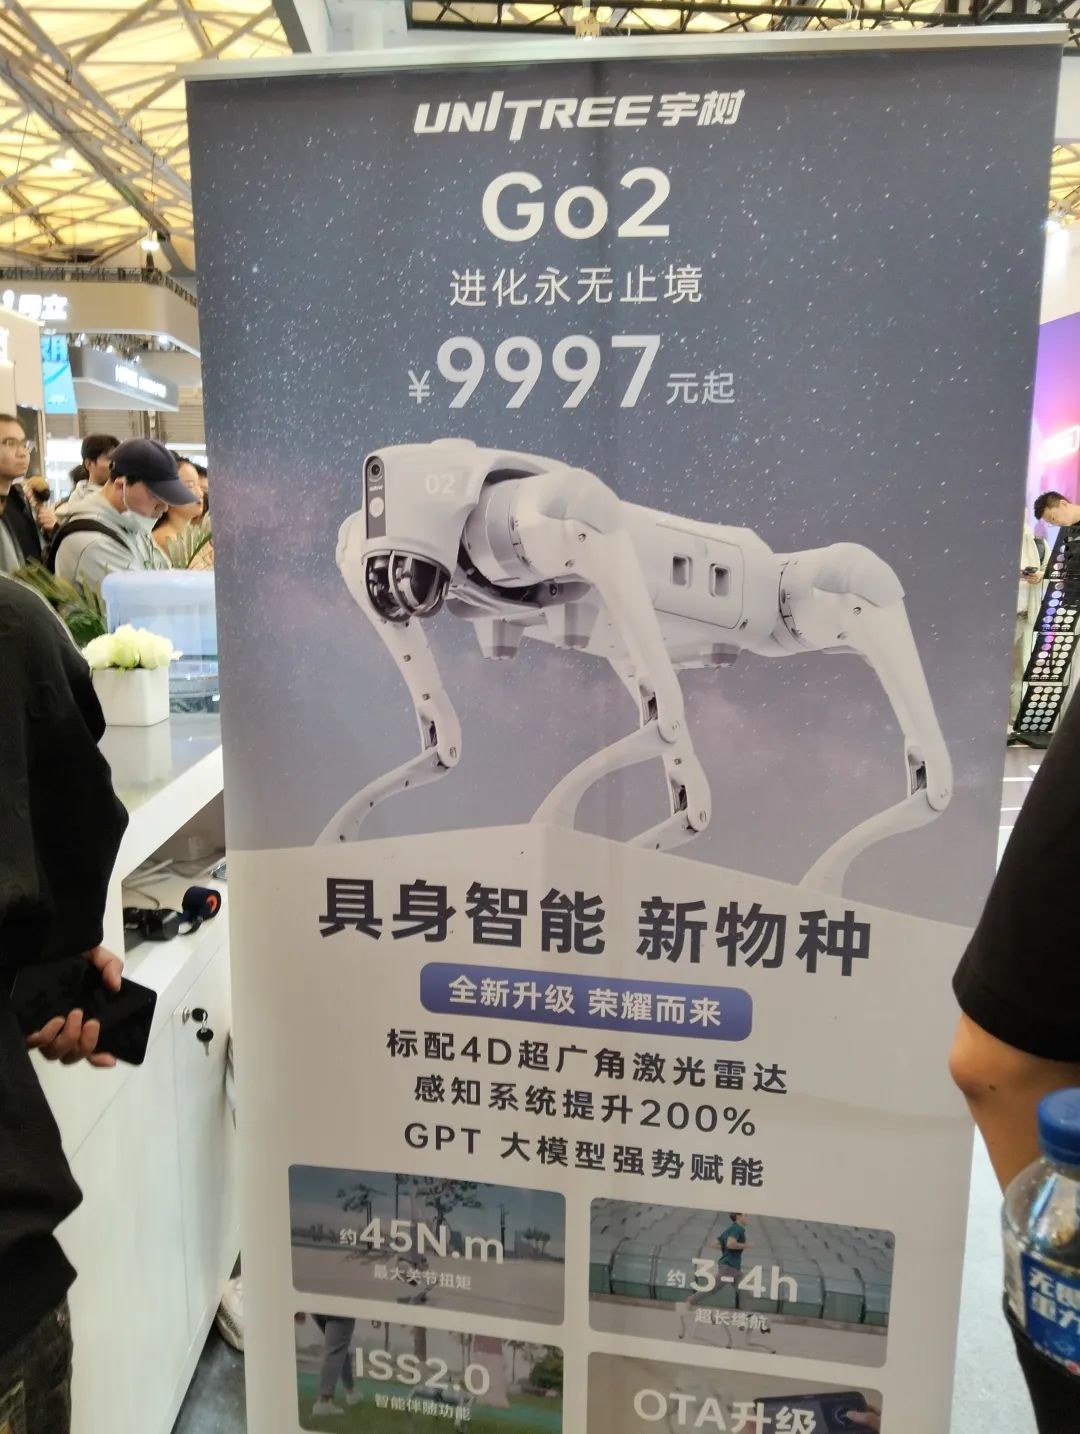 UNITREE宇树
Go2
进化永无止境
¥9997元起
02
具身智能 新物种
全新升级 荣耀而来
标配4D超广角激光雷达
感知系统提升200%
GPT 大模型强势赋能
约45N.m
最大关节扭矩
约3-4h
超长续航
ISS2.0
智能伴随功能
OTA升级